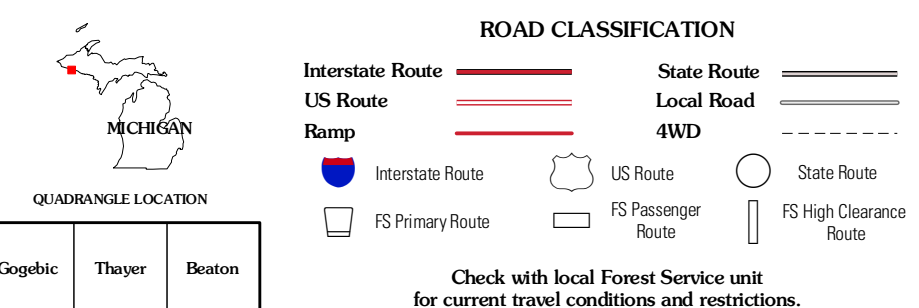 MICHIGAN
QUADRANGLE LOCATION
Gogebic
Thayer
Beaton
ROAD CLASSIFICATION
Interstate Route
State Route
US Route
Local Road
Ramp
4WD
Interstate Route
US Route
State Route
FS Primary Route
FS Passenger
Route
FS High Clearance
Route
Check with local Forest Service unit
for current travel conditions and restrictions.